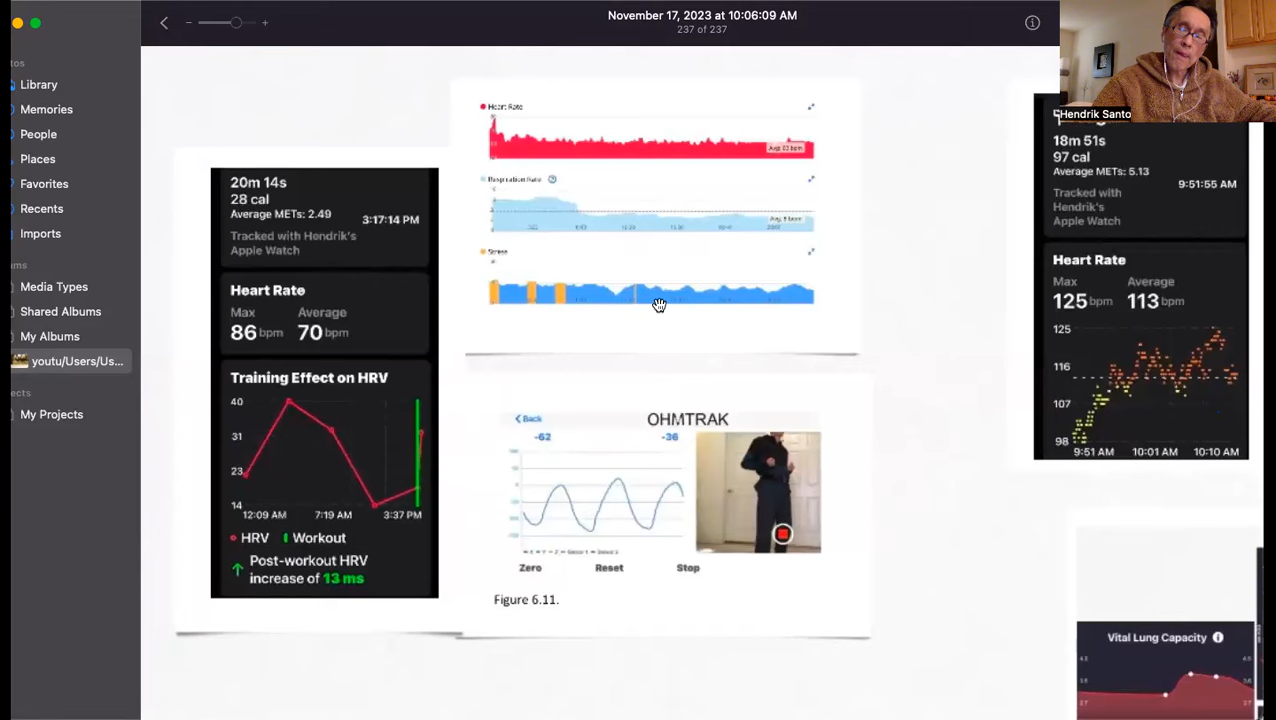 November 17, 2023 at 10:06:09 AM
237 of 237
Library
Memories
People
Places
Favorites
Recents
Imports
Media Types
Shared Albums
My Albums
youtu/Users/Us...
My Projects
20m 14s
28 cal
Average METs: 2.49
3:17:14 PM
Tracked with Hendrik's
Apple Watch
Heart Rate
Max Average
86 bpm 70 bpm
Training Effect on HRV
40
31
23
14
12:09 AM 7:19 AM 3:37 PM
HRV Workout
Post-workout HRV
increase of 13 ms
Heart Rate
Respiration Rate
Stress
Back
OHMTRAK
-62 -36
Zero Reset Stop
Figure 6.11.
Hendrik Santo
18m 51s
97 cal
Average METs: 5.13
9:51:55 AM
Tracked with
Hendrik's
Apple Watch
Heart Rate
Max Average
125 bpm 113 bpm
125
116
107
98
9:51 AM 10:01 AM 10:10 AM
Vital Lung Capacity